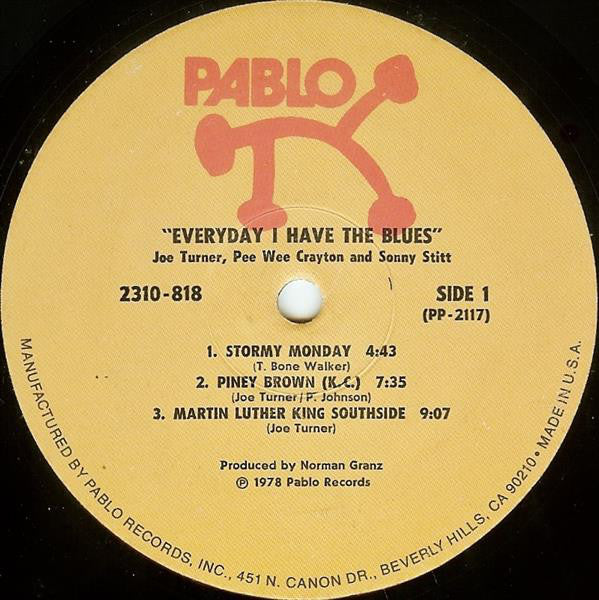 PABLO
"EVERYDAY I HAVE THE BLUES"
Joe Turner, Pee Wee Crayton and Sonny Stitt
2310-818
SIDE 1
(PP-2117)
1. STORMY MONDAY 4:43
(T. Bone Walker)
2. PINEY BROWN (K.C.) 7:35
(Joe Turner/P. Johnson)
3. MARTIN LUTHER KING SOUTHSIDE 9:07
(Joe Turner)
Produced by Norman Granz
℗ 1978 Pablo Records
MANUFACTURED BY PABLO RECORDS, INC., 451 N. CANON DR., BEVERLY HILLS, CA 90210 • MADE IN U.S.A.